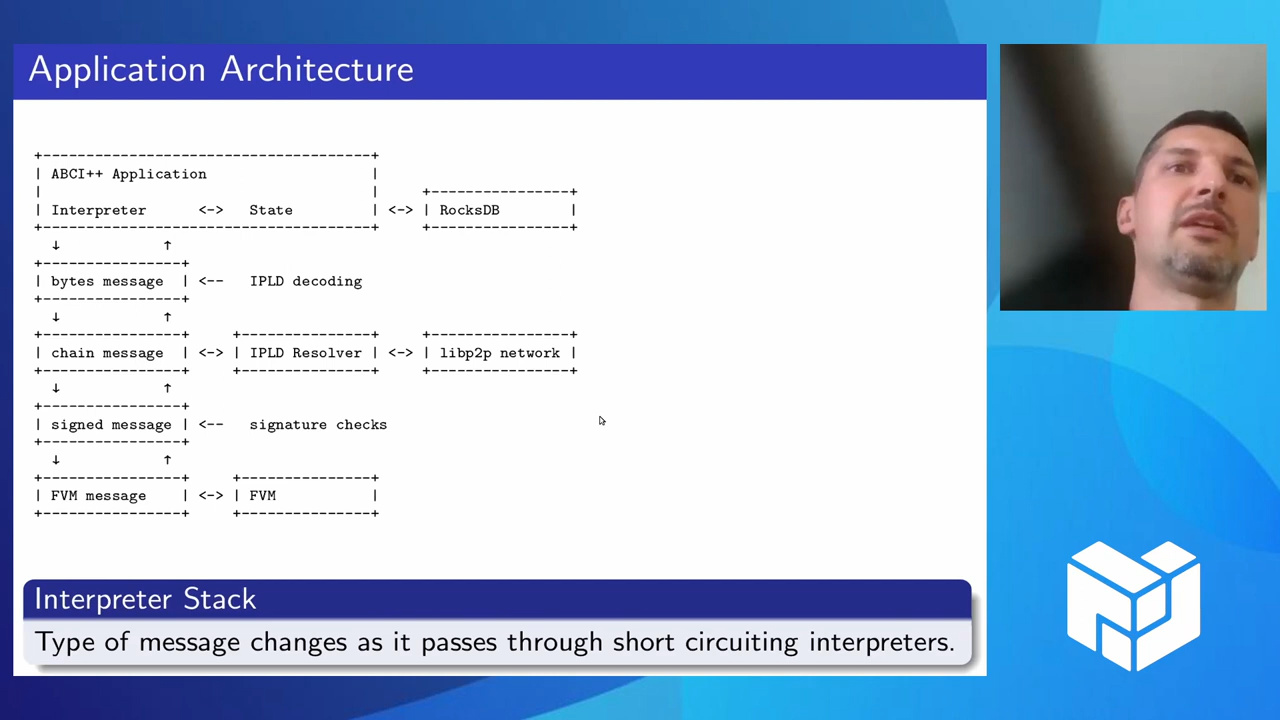 Application Architecture
+--------------------------------------+
| ABCI++ Application                   |
|                                      |     +----------------+
| Interpreter      <-> State           | <-> | RocksDB        |
+--------------------------------------+     +----------------+
  ↓            ↑
+----------------+
| bytes message  | <-- IPLD decoding
+----------------+
  ↓            ↑
+----------------+     +---------------+     +----------------+
| chain message  | <-> | IPLD Resolver | <-> | libp2p network |
+----------------+     +---------------+     +----------------+
  ↓            ↑
+----------------+
| signed message | <-- signature checks
+----------------+
  ↓            ↑
+----------------+     +---------------+
| FVM message    | <-> | FVM           |
+----------------+     +---------------+
Interpreter Stack
Type of message changes as it passes through short circuiting interpreters.